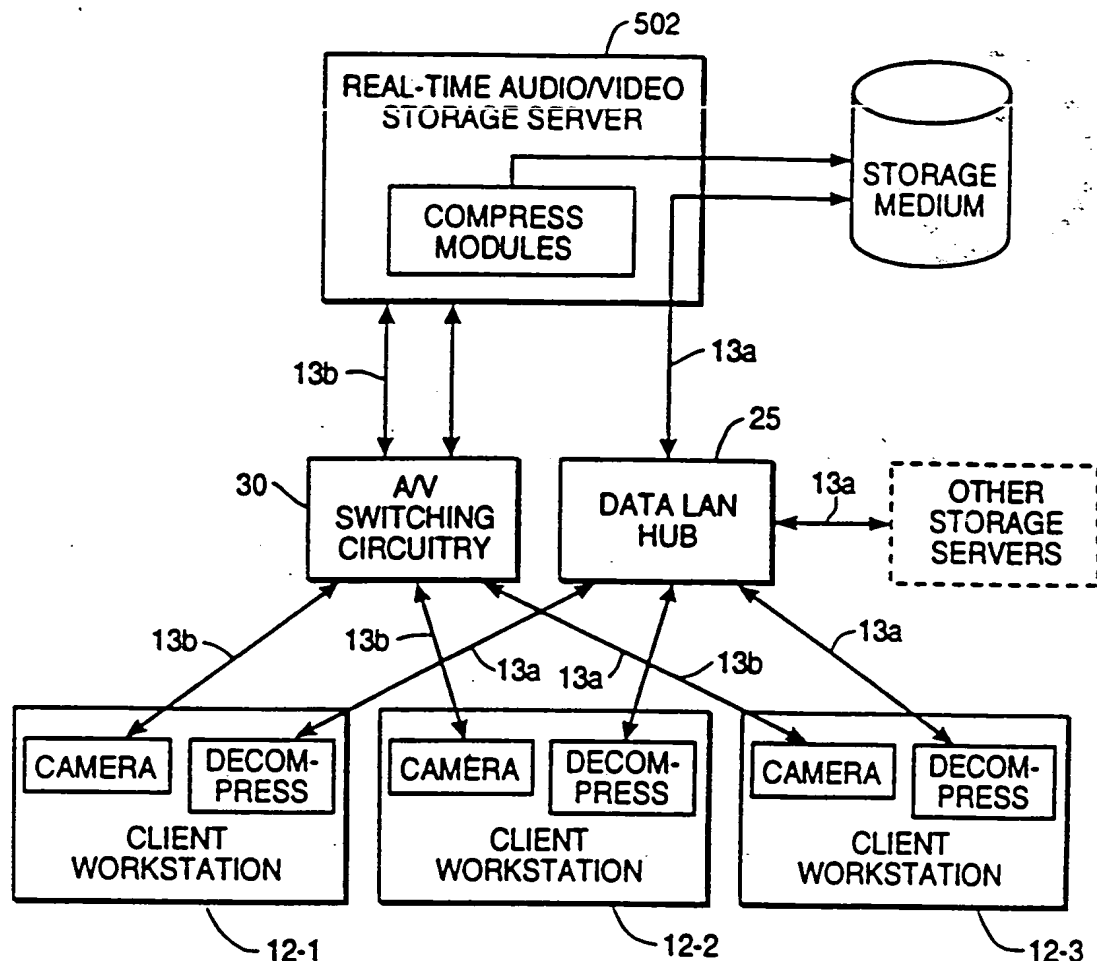 502
REAL-TIME AUDIO/VIDEO
STORAGE SERVER
COMPRESS
MODULES
STORAGE
MEDIUM
13b
13a
25
30
A/V
SWITCHING
CIRCUITRY
DATA LAN
HUB
13a
OTHER
STORAGE
SERVERS
13b
13b
13a
13a
13b
13a
CAMERA
DECOM-
PRESS
CLIENT
WORKSTATION
CAMERA
DECOM-
PRESS
CLIENT
WORKSTATION
CAMERA
DECOM-
PRESS
CLIENT
WORKSTATION
12-1
12-2
12-3